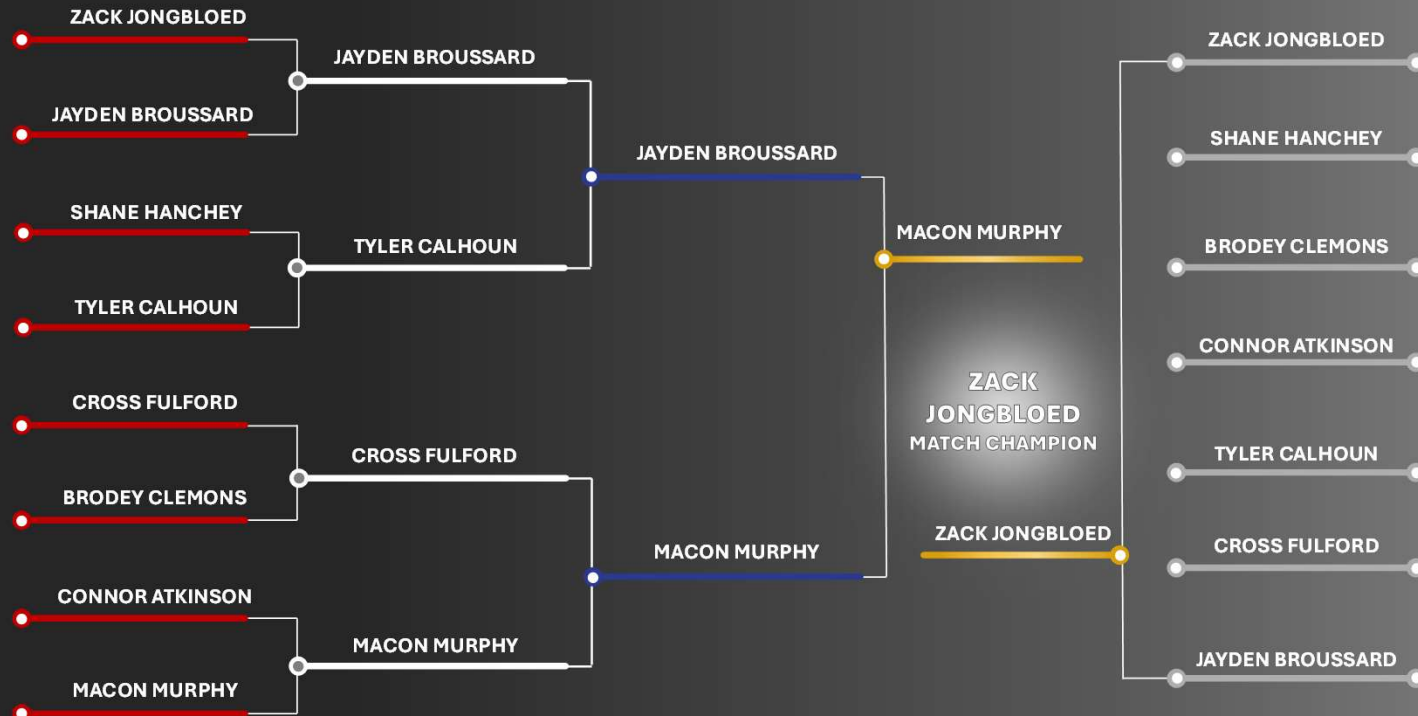 ZACK JONGBLOED
JAYDEN BROUSSARD
SHANE HANCHEY
TYLER CALHOUN
CROSS FULFORD
BRODEY CLEMONS
CONNOR ATKINSON
MACON MURPHY
JAYDEN BROUSSARD
TYLER CALHOUN
CROSS FULFORD
MACON MURPHY
JAYDEN BROUSSARD
MACON MURPHY
MACON MURPHY
ZACK
JONGBLOED
MATCH CHAMPION
ZACK JONGBLOED
ZACK JONGBLOED
SHANE HANCHEY
BRODEY CLEMONS
CONNOR ATKINSON
TYLER CALHOUN
CROSS FULFORD
JAYDEN BROUSSARD